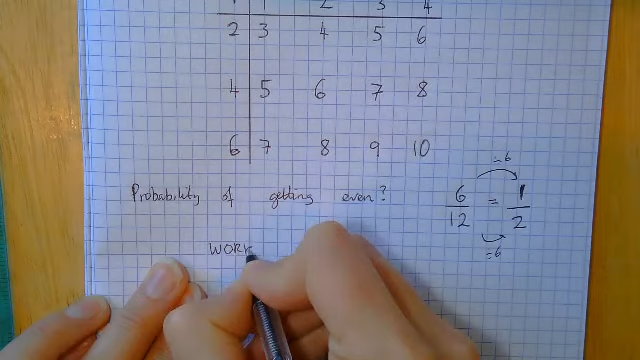 1 1 2 3 4
2 3 4 5 6
4 5 6 7 8
6 7 8 9 10
÷6
Probability of getting even? 6/12 = 1/2
÷6
WORK